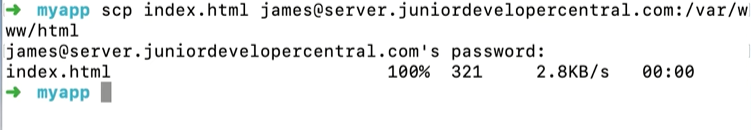 ➜ myapp scp index.html james@server.juniordevelopercentral.com:/var/w
ww/html
james@server.juniordevelopercentral.com's password:
index.html 100% 321 2.8KB/s 00:00
➜ myapp